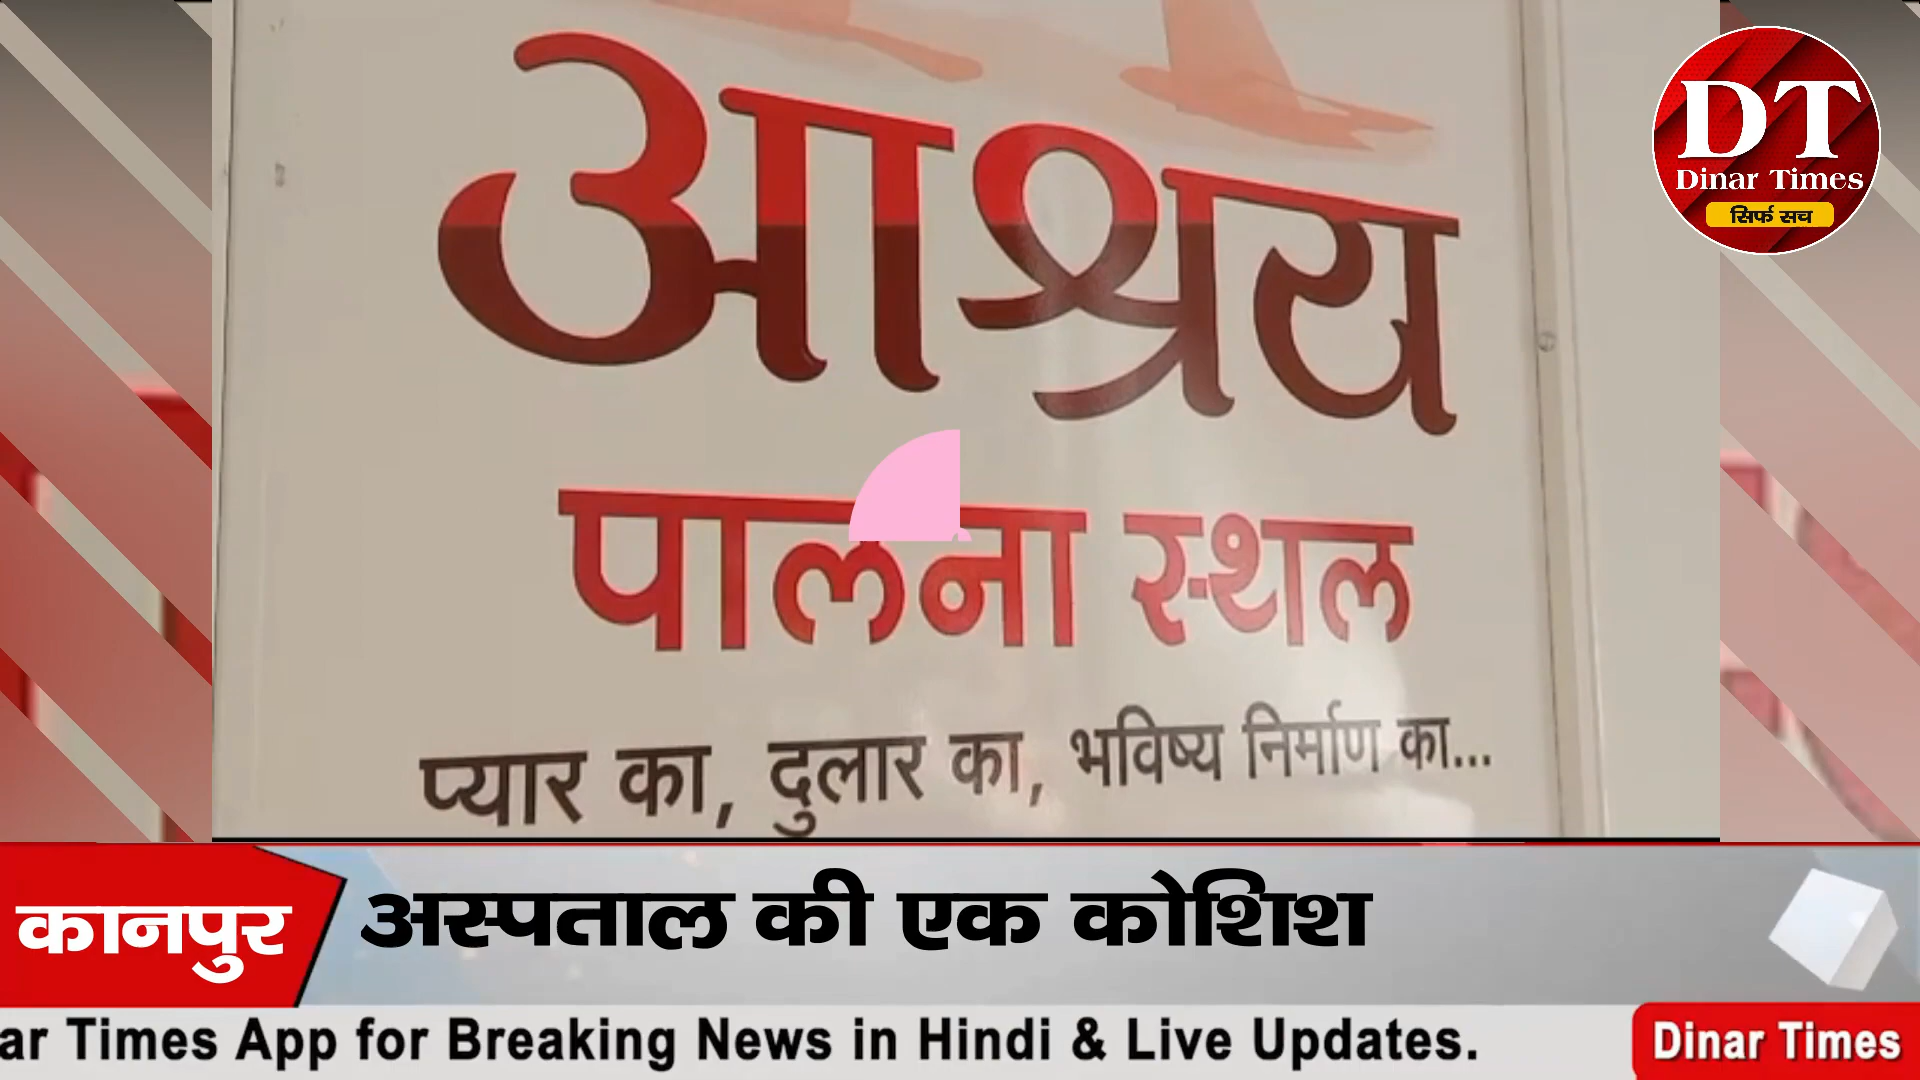 आश्रय
पालना स्थल
प्यार का, दुलार का, भविष्य निर्माण का...
DT
Dinar Times
सिर्फ सच
कानपुर
अस्पताल की एक कोशिश
ar Times App for Breaking News in Hindi & Live Updates.
Dinar Times